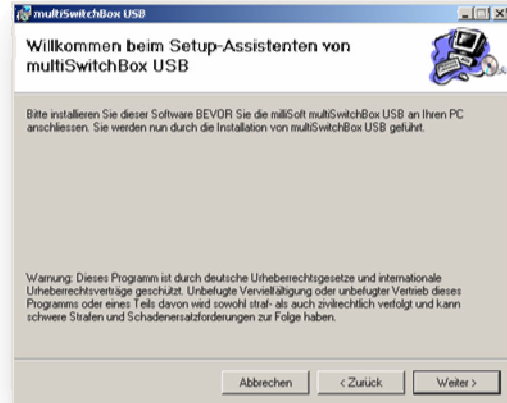 multiSwitchBox USB
Willkommen beim Setup-Assistenten von
multiSwitchBox USB
Bitte installieren Sie dieser Software BEVOR Sie die milliSoft multiSwitchBox USB an Ihren PC
anschliessen. Sie werden nun durch die Installation von multiSwitchBox USB geführt.
Warnung: Dieses Programm ist durch deutsche Urheberrechtsgesetze und internationale
Urheberrechtsverträge geschützt. Unbefugte Vervielfältigung oder unbefugter Vertrieb dieses
Programms oder eines Teils davon wird sowohl straf- als auch zivilrechtlich verfolgt und kann
schwere Strafen und Schadenersatzforderungen zur Folge haben.
Abbrechen
< Zurück
Weiter >